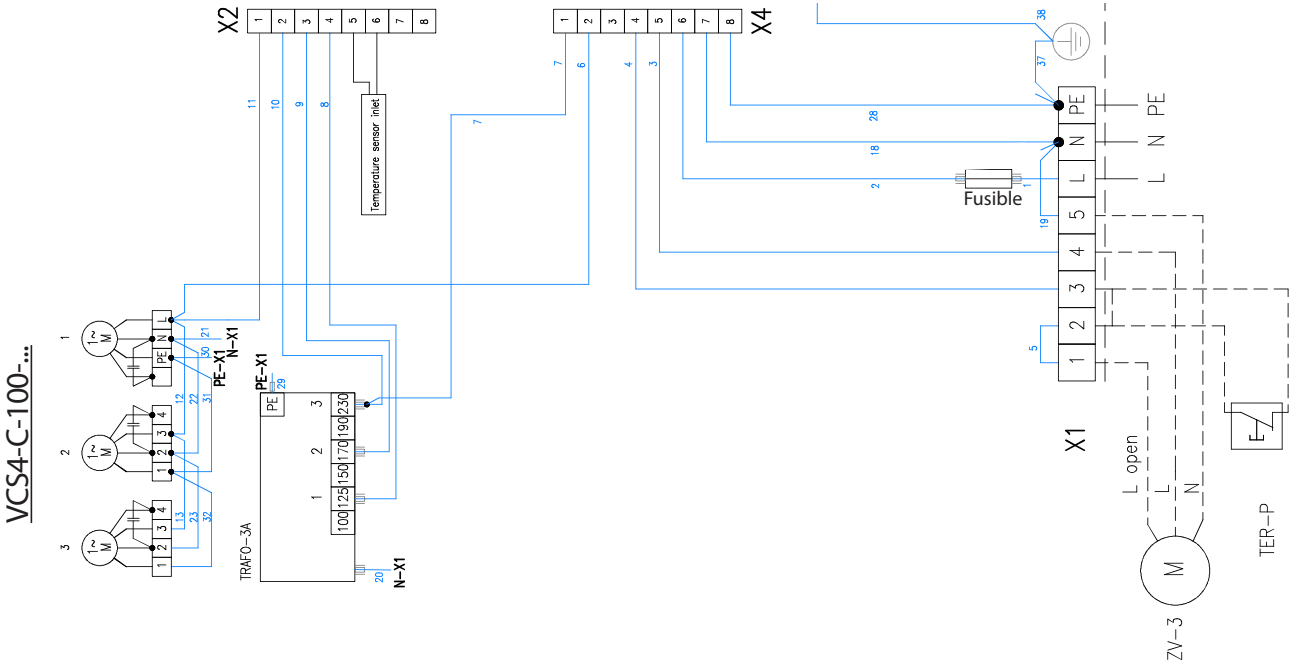 VCS4-C-100-...
X2
1 2 3 4 5 6 7 8
Temperature sensor inlet
11
10
9
8
7
1 2 3 4 5 6 7 8
X4
7
6
4
3
28
18
2
Fusible
1
38
37
PE
N
L
5
4
3
2
1
19
5
X1
PE
N
L
1
1~
M
L
N
PE
21
N-X1
30
PE-X1
31
12
22
2
1~
M
4
3
2
1
13
23
32
3
1~
M
4
3
2
1
PE-X1
29
PE
3
2
1
230
190
170
150
125
100
TRAFO-3A
20
N-X1
L open
L
N
M
ZV-3
TER-P